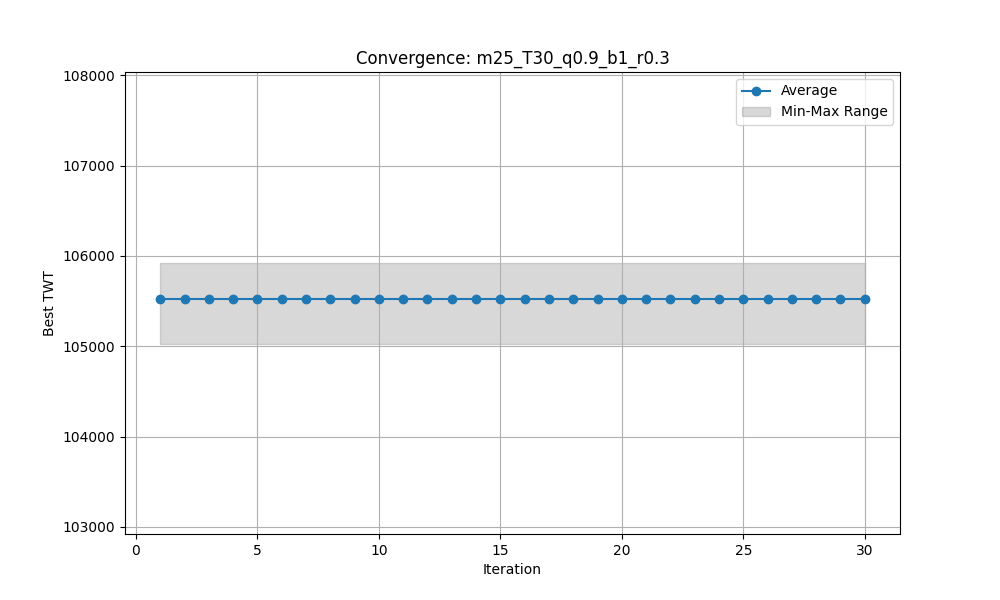 Convergence: m25_T30_q0.9_b1_r0.3
108000
107000
106000
105000
104000
103000
Best TWT
Average
Min-Max Range
0 5 10 15 20 25 30
Iteration